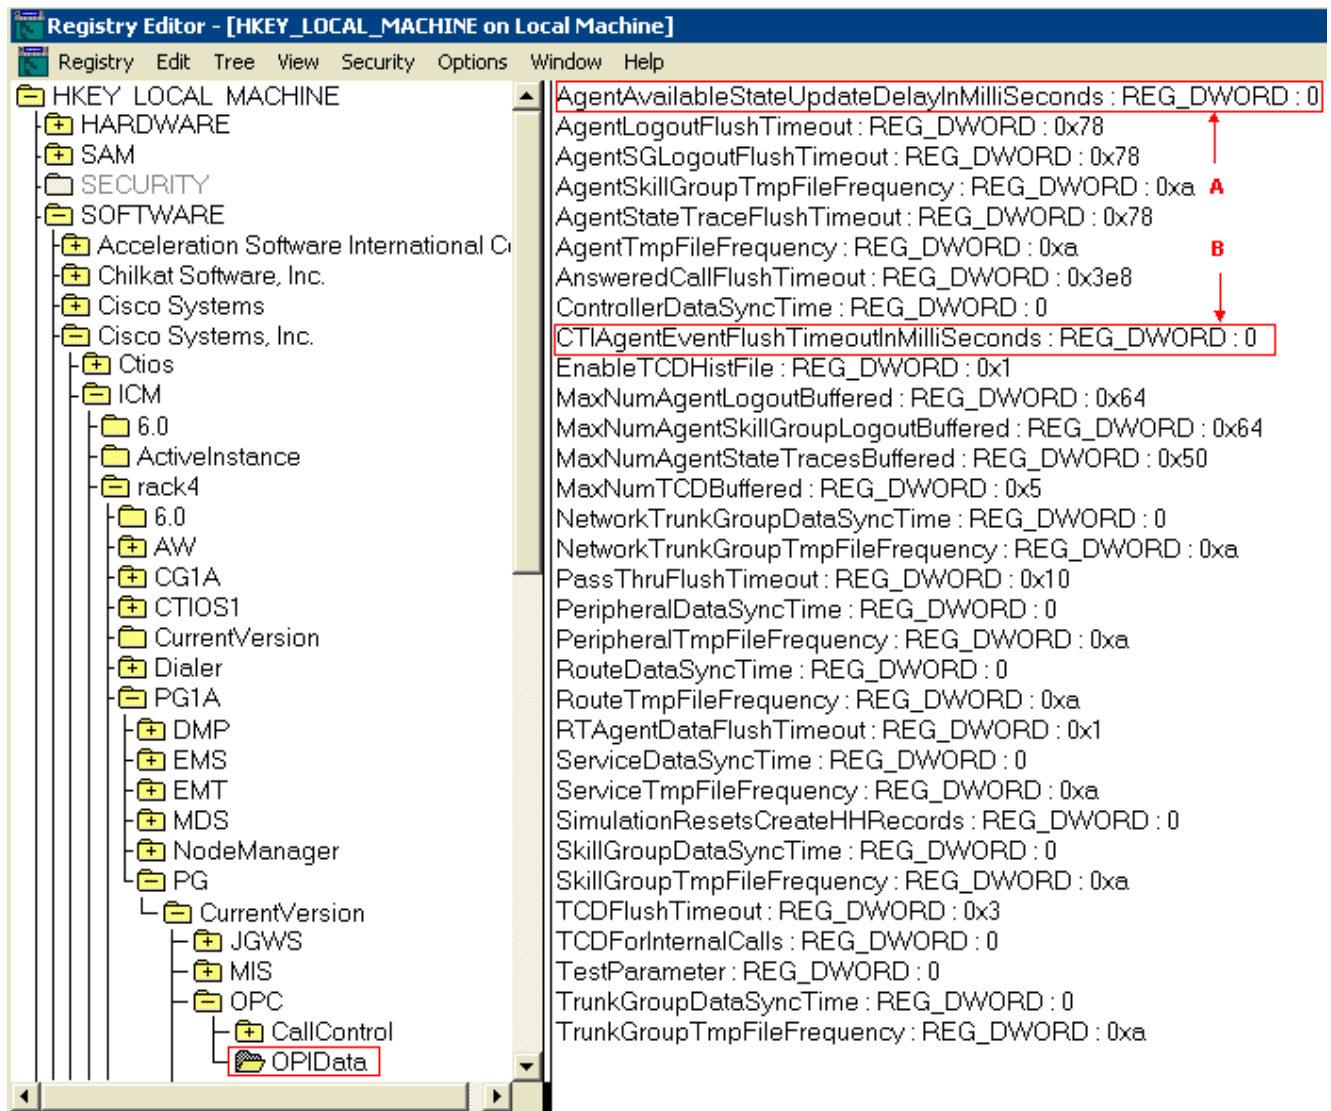 Registry Editor - [HKEY_LOCAL_MACHINE on Local Machine]
Registry Edit Tree View Security Options Window Help
HKEY_LOCAL_MACHINE
HARDWARE
SAM
SECURITY
SOFTWARE
Acceleration Software International
Chilkat Software, Inc.
Cisco Systems
Cisco Systems, Inc.
Ctios
ICM
6.0
ActiveInstance
rack4
6.0
AW
CG1A
CTIOS1
CurrentVersion
Dialer
PG1A
DMP
EMS
EMT
MDS
NodeManager
PG
CurrentVersion
JGWS
MIS
OPC
CallControl
OPIData
AgentAvailableStateUpdateDelayInMilliSeconds : REG_DWORD : 0
AgentLogoutFlushTimeout : REG_DWORD : 0x78
AgentSGLogoutFlushTimeout : REG_DWORD : 0x78
AgentSkillGroupTmpFileFrequency : REG_DWORD : 0xa
A
AgentStateTraceFlushTimeout : REG_DWORD : 0x78
AgentTmpFileFrequency : REG_DWORD : 0xa
B
AnsweredCallFlushTimeout : REG_DWORD : 0x3e8
ControllerDataSyncTime : REG_DWORD : 0
CTIAgentEventFlushTimeoutInMilliSeconds : REG_DWORD : 0
EnableTCDHistFile : REG_DWORD : 0x1
MaxNumAgentLogoutBuffered : REG_DWORD : 0x64
MaxNumAgentSkillGroupLogoutBuffered : REG_DWORD : 0x64
MaxNumAgentStateTracesBuffered : REG_DWORD : 0x50
MaxNumTCDBuffered : REG_DWORD : 0x5
NetworkTrunkGroupDataSyncTime : REG_DWORD : 0
NetworkTrunkGroupTmpFileFrequency : REG_DWORD : 0xa
PassThruFlushTimeout : REG_DWORD : 0x10
PeripheralDataSyncTime : REG_DWORD : 0
PeripheralTmpFileFrequency : REG_DWORD : 0xa
RouteDataSyncTime : REG_DWORD : 0
RouteTmpFileFrequency : REG_DWORD : 0xa
RTAgentDataFlushTimeout : REG_DWORD : 0x1
ServiceDataSyncTime : REG_DWORD : 0
ServiceTmpFileFrequency : REG_DWORD : 0xa
SimulationResetsCreateHHRecords : REG_DWORD : 0
SkillGroupDataSyncTime : REG_DWORD : 0
SkillGroupTmpFileFrequency : REG_DWORD : 0xa
TCDFlushTimeout : REG_DWORD : 0x3
TCDForInternalCalls : REG_DWORD : 0
TestParameter : REG_DWORD : 0
TrunkGroupDataSyncTime : REG_DWORD : 0
TrunkGroupTmpFileFrequency : REG_DWORD : 0xa